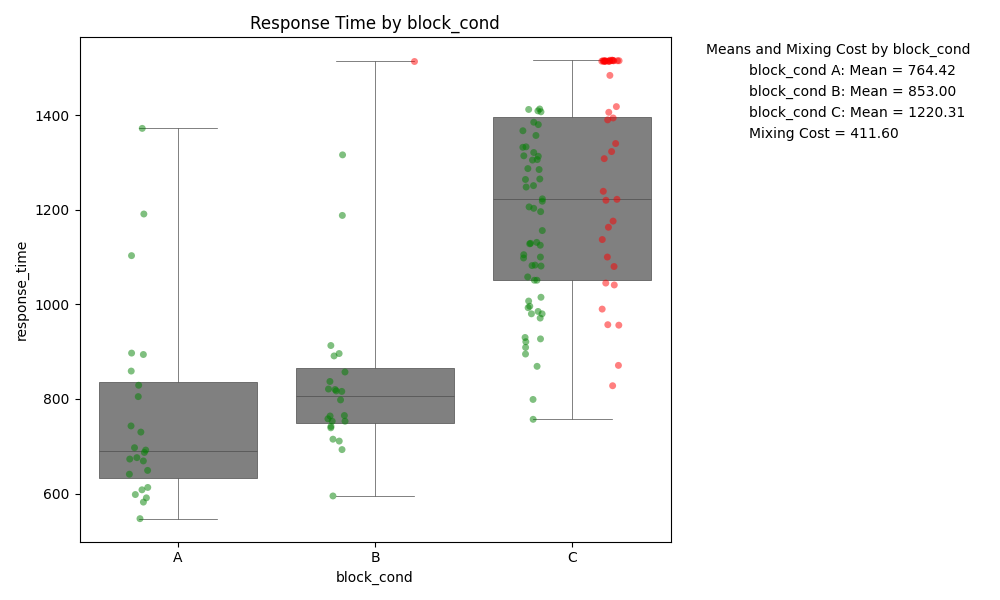 Response Time by block_cond
Means and Mixing Cost by block_cond
block_cond A: Mean = 764.42
block_cond B: Mean = 853.00
block_cond C: Mean = 1220.31
Mixing Cost = 411.60
response_time
1400
1200
1000
800
600
A
B
C
block_cond